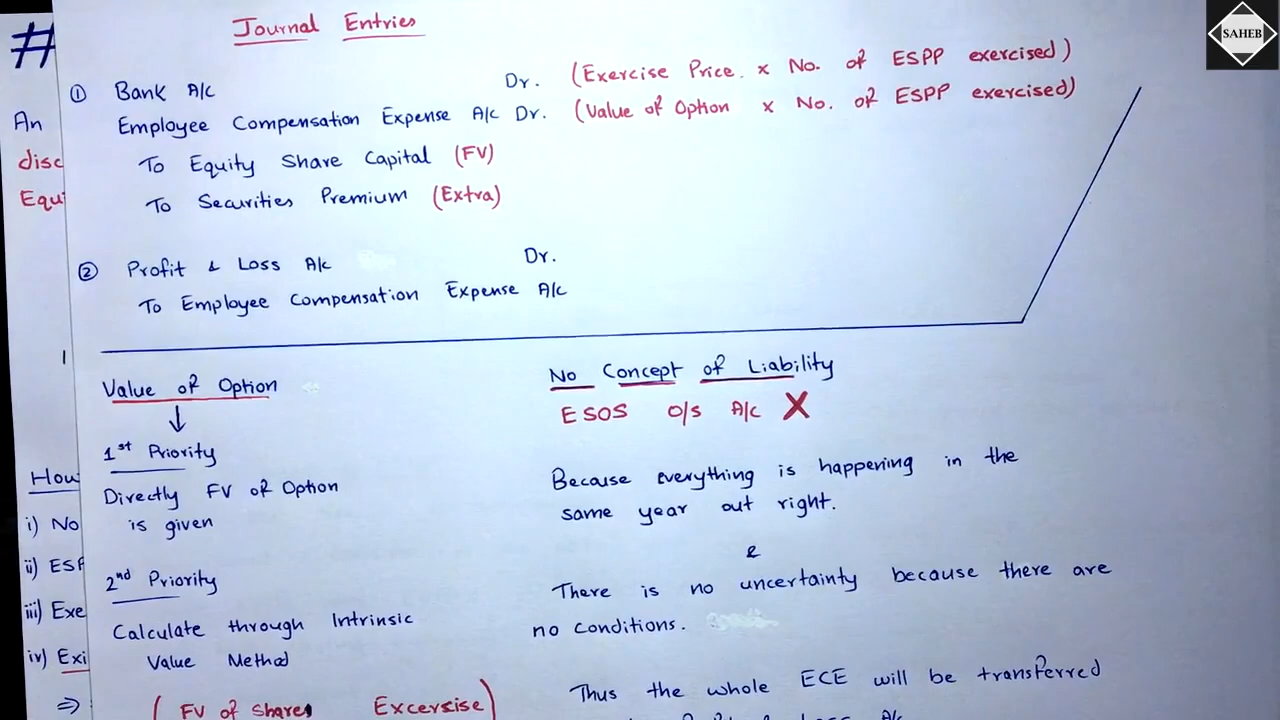 SAHEB
#
Journal Entries
① Bank A/c Dr. (Exercise Price. x No. of ESPP exercised)
Employee Compensation Expense A/c Dr. (Value of Option x No. of ESPP exercised)
To Equity Share Capital (FV)
To Securities Premium (Extra)
② Profit & Loss A/c Dr.
To Employee Compensation Expense A/c
An
disc
Equi
Value of Option
↓
1st Priority
Directly FV of Option
is given
2nd Priority
Calculate through Intrinsic
Value Method
FV of Shares Excersise
No Concept of Liability
ESOS O/s A/c X
Because everything is happening in the
same year out right.
&
There is no uncertainty because there are
no conditions.
Thus the whole ECE will be transferred
A/c
How
i) No
ii) ESP
iii) Exe
iv) Exi
⇒